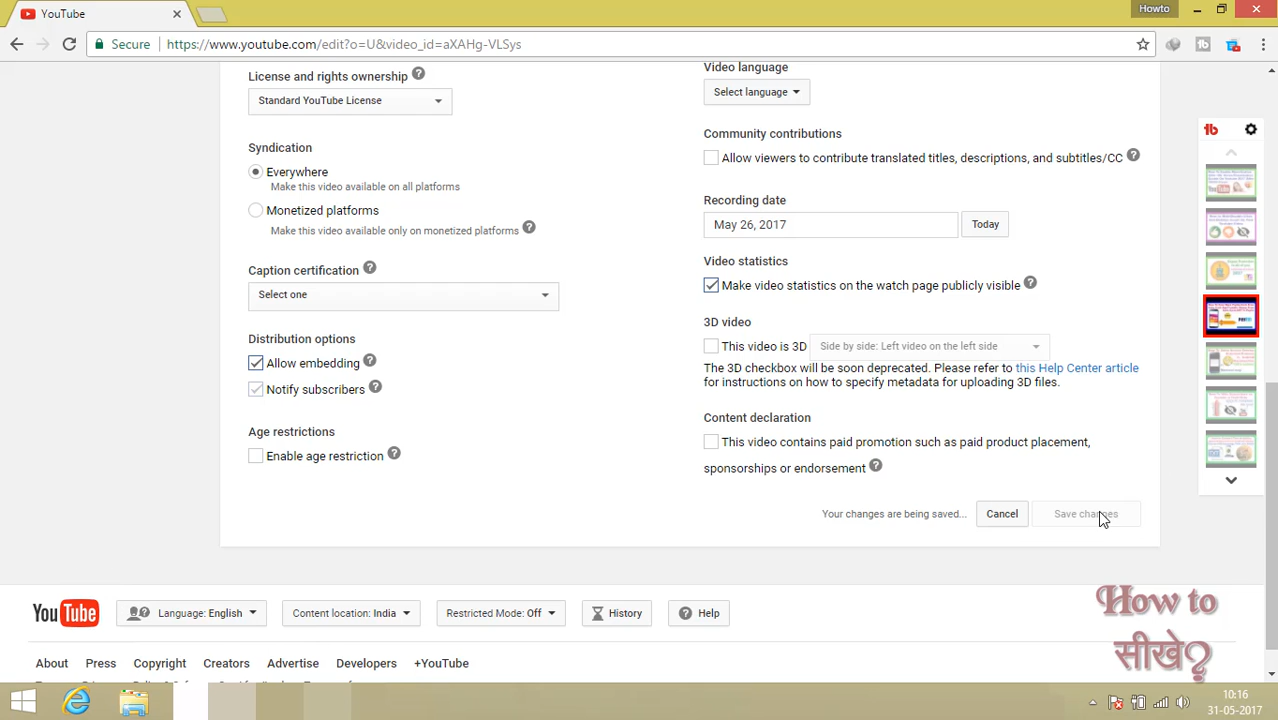 YouTube
Howto
Secure
https://www.youtube.com/edit?o=U&video_id=aXAHg-VLSys
License and rights ownership
Standard YouTube License
Syndication
Everywhere
Make this video available on all platforms
Monetized platforms
Make this video available only on monetized platforms
Caption certification
Select one
Distribution options
Allow embedding
Notify subscribers
Age restrictions
Enable age restriction
Video language
Select language
Community contributions
Allow viewers to contribute translated titles, descriptions, and subtitles/CC
Recording date
May 26, 2017
Today
Video statistics
Make video statistics on the watch page publicly visible
3D video
This video is 3D
Side by side: Left video on the left side
The 3D checkbox will be soon deprecated. Please refer to this Help Center article
for instructions on how to specify metadata for uploading 3D files.
Content declaration
This video contains paid promotion such as paid product placement,
sponsorships or endorsement
Your changes are being saved...
Cancel
Save changes
YouTube
Language: English
Content location: India
Restricted Mode: Off
History
Help
About
Press
Copyright
Creators
Advertise
Developers
+YouTube
How to
सीखे?
10:16
31-05-2017